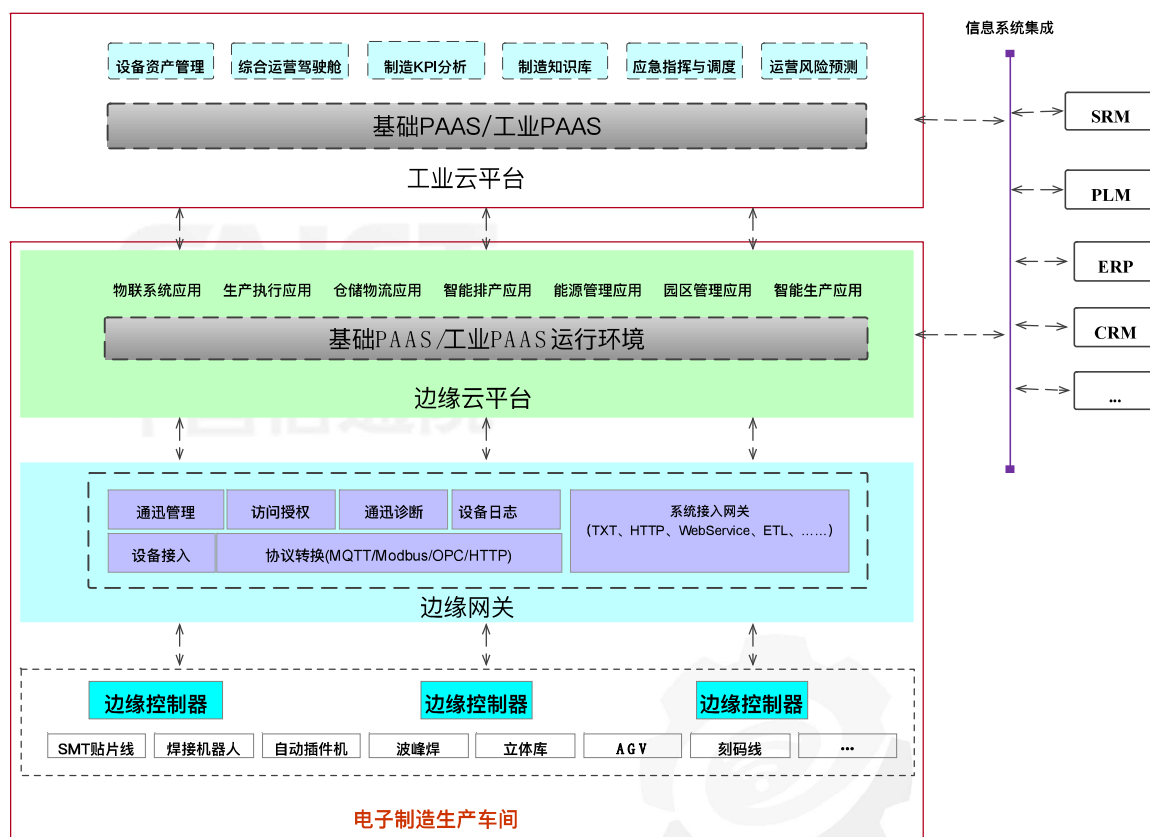 信息系统集成
设备资产管理
综合运营驾驶舱
制造KPI分析
制造知识库
应急指挥与调度
运营风险预测
基础PAAS/工业PAAS
工业云平台
SRM
PLM
ERP
CRM
...
物联系统应用
生产执行应用
仓储物流应用
智能排产应用
能源管理应用
园区管理应用
智能生产应用
基础PAAS/工业PAAS运行环境
边缘云平台
通迅管理
访问授权
通迅诊断
设备日志
系统接入网关
(TXT、HTTP、WebService、ETL、……)
设备接入
协议转换(MQTT/Modbus/OPC/HTTP)
边缘网关
边缘控制器
边缘控制器
边缘控制器
SMT贴片线
焊接机器人
自动插件机
波峰焊
立体库
AGV
刻码线
...
电子制造生产车间